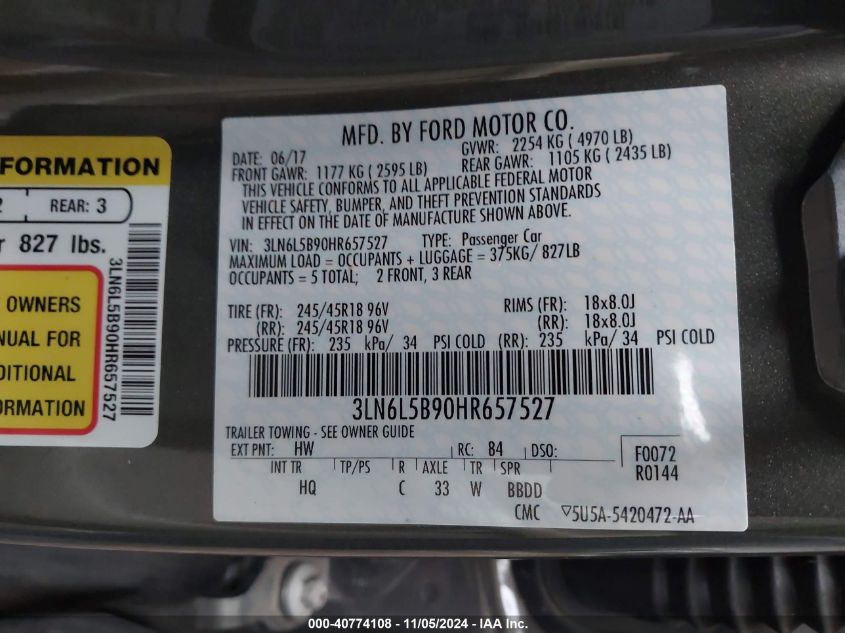 FORMATION
2 REAR: 3
827 lbs.
OWNERS
NUAL FOR
DITIONAL
ORMATION
3LN6L5B90HR657527
MFD. BY FORD MOTOR CO.
DATE: 06/17 GVWR: 2254 KG ( 4970 LB)
FRONT GAWR: 1177 KG ( 2595 LB) REAR GAWR: 1105 KG ( 2435 LB)
THIS VEHICLE CONFORMS TO ALL APPLICABLE FEDERAL MOTOR
VEHICLE SAFETY, BUMPER, AND THEFT PREVENTION STANDARDS
IN EFFECT ON THE DATE OF MANUFACTURE SHOWN ABOVE.
VIN: 3LN6L5B90HR657527 TYPE: Passenger Car
MAXIMUM LOAD = OCCUPANTS + LUGGAGE = 375KG/ 827LB
OCCUPANTS = 5 TOTAL; 2 FRONT, 3 REAR
TIRE (FR): 245/45R18 96V RIMS (FR): 18x8.0J
(RR): 245/45R18 96V (RR): 18x8.0J
PRESSURE (FR): 235 kPa/ 34 PSI COLD (RR): 235 kPa/ 34 PSI COLD
3LN6L5B90HR657527
TRAILER TOWING - SEE OWNER GUIDE
EXT PNT: HW RC: 84 DSO: F0072
R0144
INT TR TP/PS R AXLE TR SPR
HQ C 33 W BBDD
CMC ▽5U5A-5420472-AA
000-40774108 - 11/05/2024 - IAA Inc.